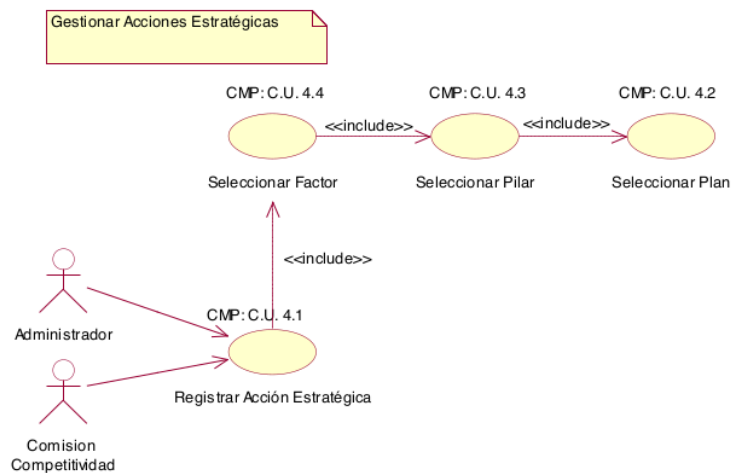 Gestionar Acciones Estratégicas
CMP: C.U. 4.4
CMP: C.U. 4.3
CMP: C.U. 4.2
<<include>>
<<include>>
Seleccionar Factor
Seleccionar Pilar
Seleccionar Plan
<<include>>
CMP: C.U. 4.1
Administrador
Registrar Acción Estratégica
Comision
Competitividad